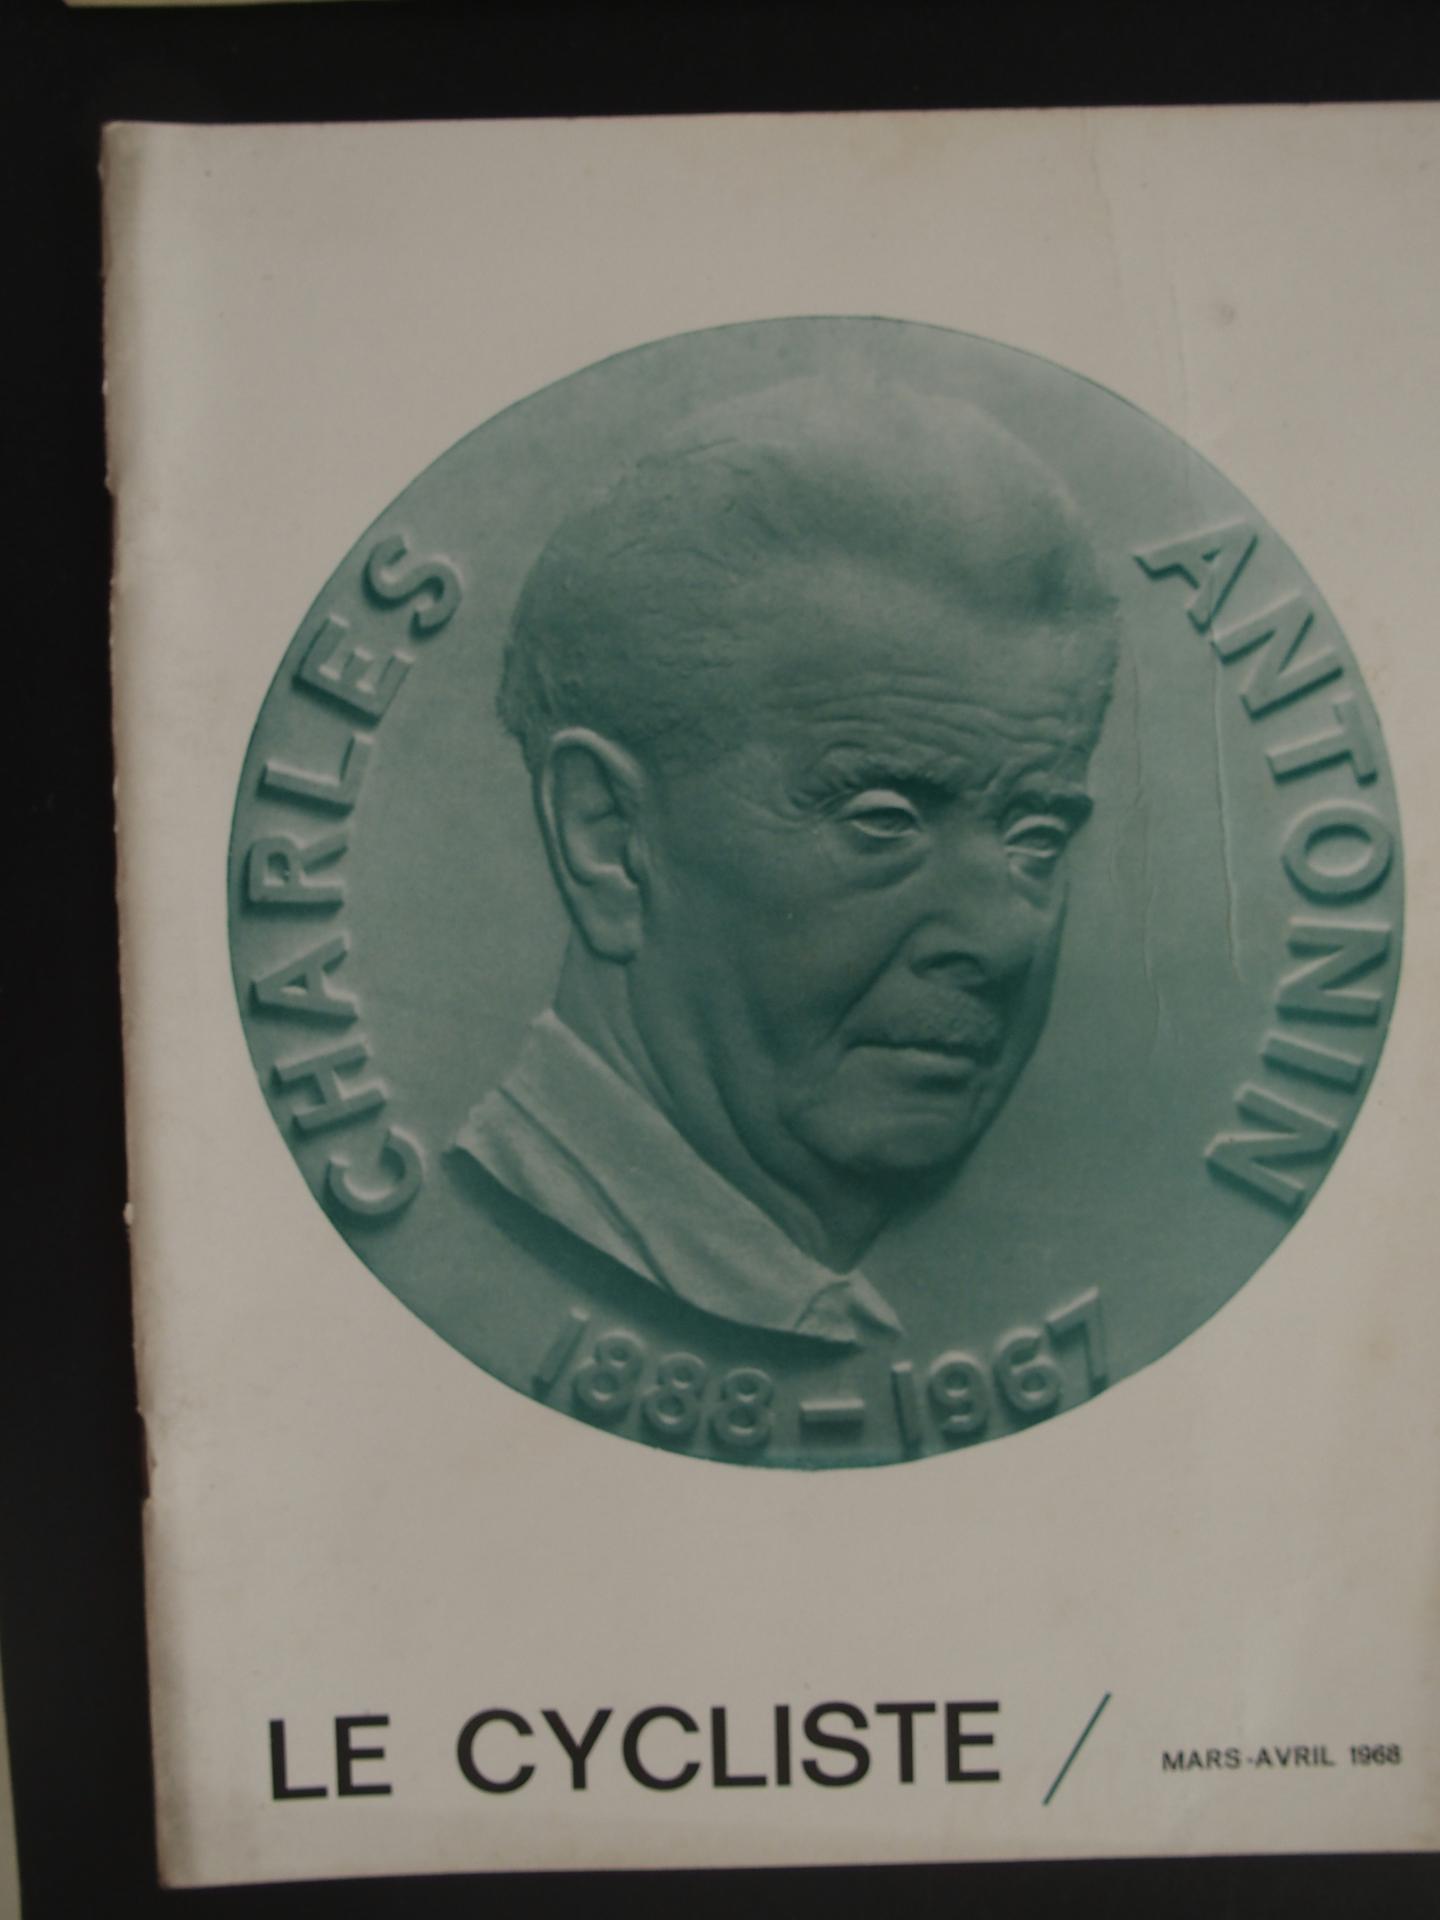 CHARLES ANTONIN
1888-1967
LE CYCLISTE / MARS-AVRIL 1968